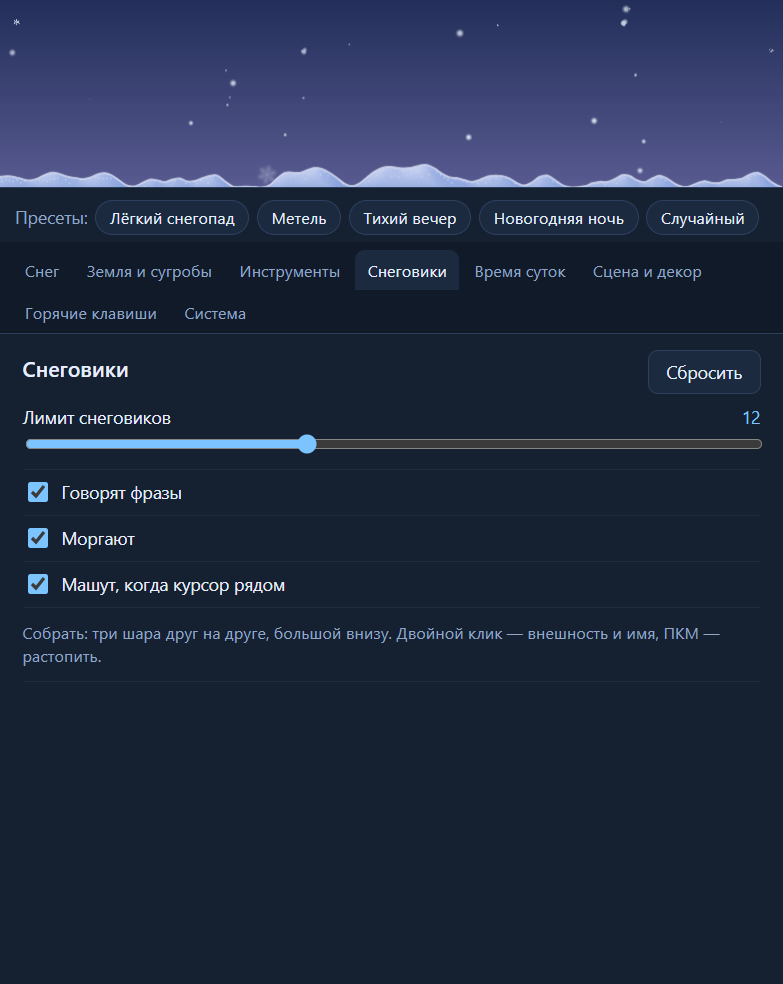 Пресеты: Лёгкий снегопад Метель Тихий вечер Новогодняя ночь Случайный
Снег Земля и сугробы Инструменты Снеговики Время суток Сцена и декор
Горячие клавиши Система
Снеговики Сбросить
Лимит снеговиков 12
Говорят фразы
Моргают
Машут, когда курсор рядом
Собрать: три шара друг на друге, большой внизу. Двойной клик — внешность и имя, ПКМ —
растопить.